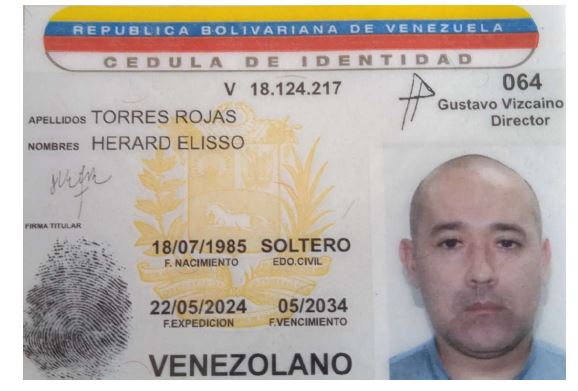 REPUBLICA BOLIVARIANA DE VENEZUELA
CEDULA DE IDENTIDAD
V 18.124.217
064
Gustavo Vizcaino
Director
APELLIDOS TORRES ROJAS
NOMBRES HERARD ELISSO
FIRMA TITULAR
18/07/1985 SOLTERO
F. NACIMIENTO EDO.CIVIL
22/05/2024 05/2034
F.EXPEDICION F.VENCIMIENTO
VENEZOLANO